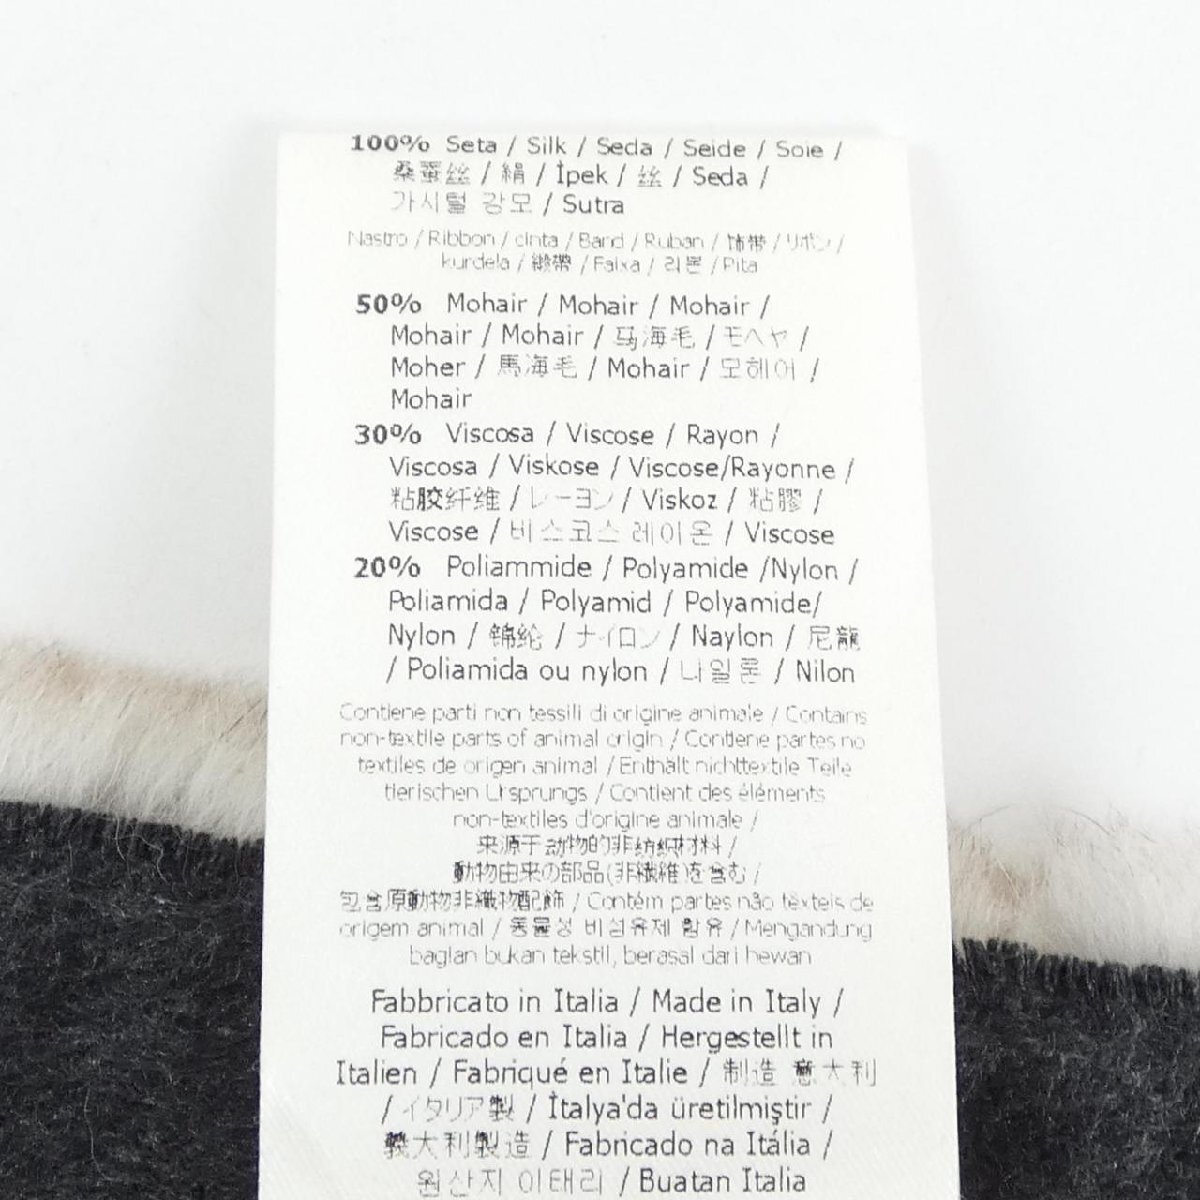 100% Seta / Silk / Seda / Seide / Soie /
桑蚕丝 / 絹 / İpek / 丝 / Seda /
가시털 강모 / Sutra
Nastro / Ribbon / cinta / Band / Ruban / 饰带 / リボン /
kurdela / 緞帶 / Faixa / 리본 / Pita
50% Mohair / Mohair / Mohair /
Mohair / Mohair / 马海毛 / モヘヤ /
Moher / 馬海毛 / Mohair / 모헤어 /
Mohair
30% Viscosa / Viscose / Rayon /
Viscosa / Viskose / Viscose/Rayonne /
粘胶纤维 / レーヨン / Viskoz / 粘膠 /
Viscose / 비스코스 레이온 / Viscose
20% Poliammide / Polyamide /Nylon /
Poliamida / Polyamid / Polyamide/
Nylon / 锦纶 / ナイロン / Naylon / 尼龍
/ Poliamida ou nylon / 나일론 / Nilon
Contiene parti non tessili di origine animale / Contains
non-textile parts of animal origin / Contiene partes no
textiles de origen animal / Enthält nichttextile Teile
tierischen Ursprungs / Contient des éléments
non-textiles d'origine animale /
来源于动物的非纺织材料 /
動物由来の部品(非繊維)を含む /
包含原動物非織物配飾 / Contém partes não têxteis de
origem animal / 동물성 비섬유제 함유 / Mengandung
bagian bukan tekstil, berasal dari hewan
Fabbricato in Italia / Made in Italy /
Fabricado en Italia / Hergestellt in
Italien / Fabriqué en Italie / 制造 意大利
/ イタリア製 / İtalya'da üretilmiştir /
義大利製造 / Fabricado na Itália /
원산지 이태리 / Buatan Italia